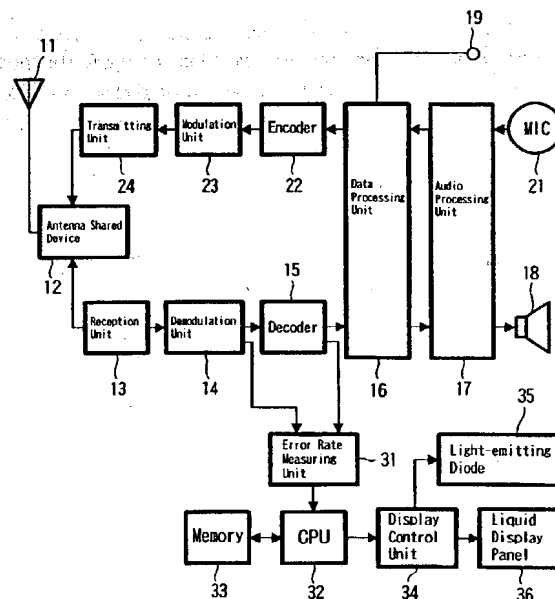 19
11
Transmitting
Unit
24
Modulation
Unit
23
Encoder
22
Data
Processing
Unit
16
Audio
Processing
Unit
17
MIC
21
Antenna Shared
Device
12
Reception
Unit
13
Demodulation
Unit
14
15
Decoder
18
Error Rate
Measuring
Unit
31
35
Light-emitting
Diode
Memory
33
CPU
32
Display
Control
Unit
34
Liquid
Display
Panel
36